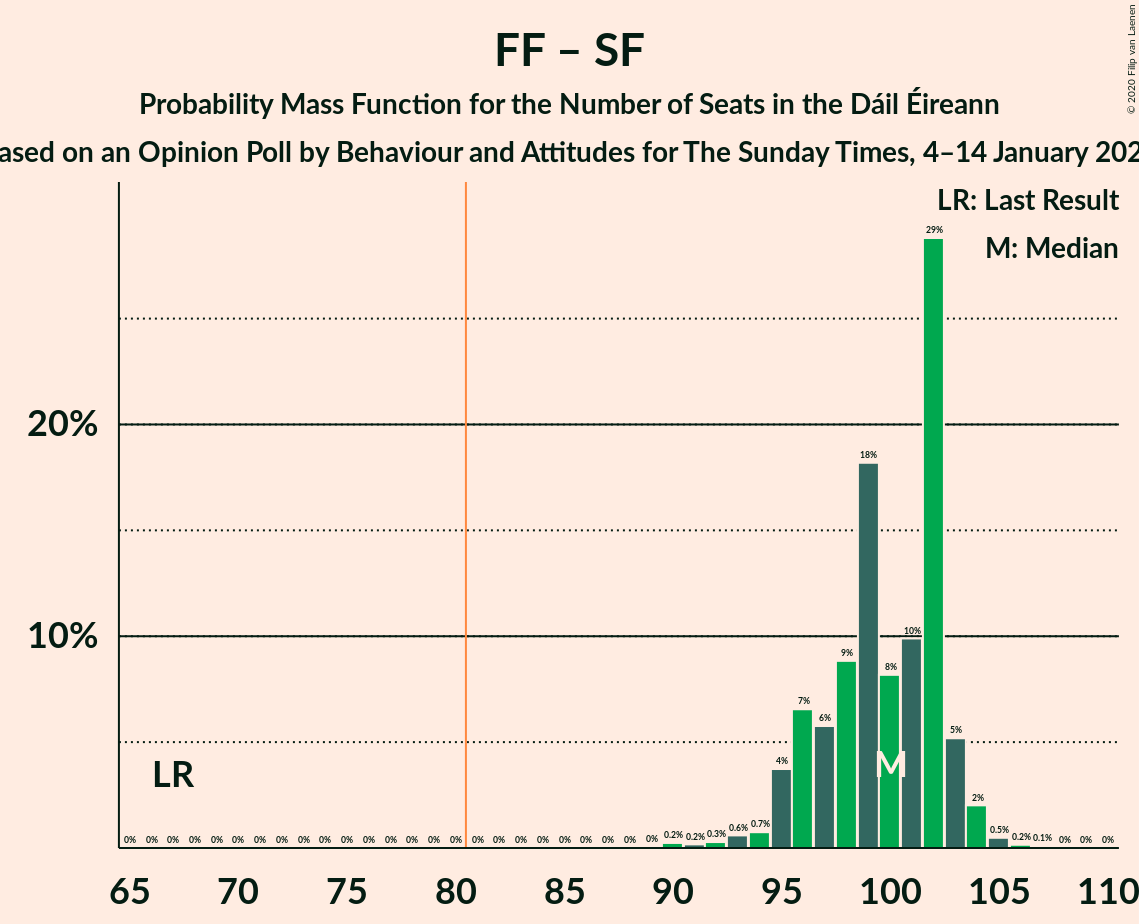 FF – SF
Probability Mass Function for the Number of Seats in the Dáil Éireann
ased on an Opinion Poll by Behaviour and Attitudes for The Sunday Times, 4–14 January 202
© 2020 Filip van Laenen
LR: Last Result
M: Median
29%
20%
18%
10%
10%
9%
8%
7%
6%
5%
4%
M
LR
2%
0% 0% 0% 0% 0% 0% 0% 0% 0% 0% 0% 0% 0% 0% 0% 0% 0% 0% 0% 0% 0% 0% 0% 0% 0% 0.2% 0.2% 0.3% 0.6% 0.7% 0.5% 0.2% 0.1% 0% 0% 0%
65 70 75 80 85 90 95 100 105 110